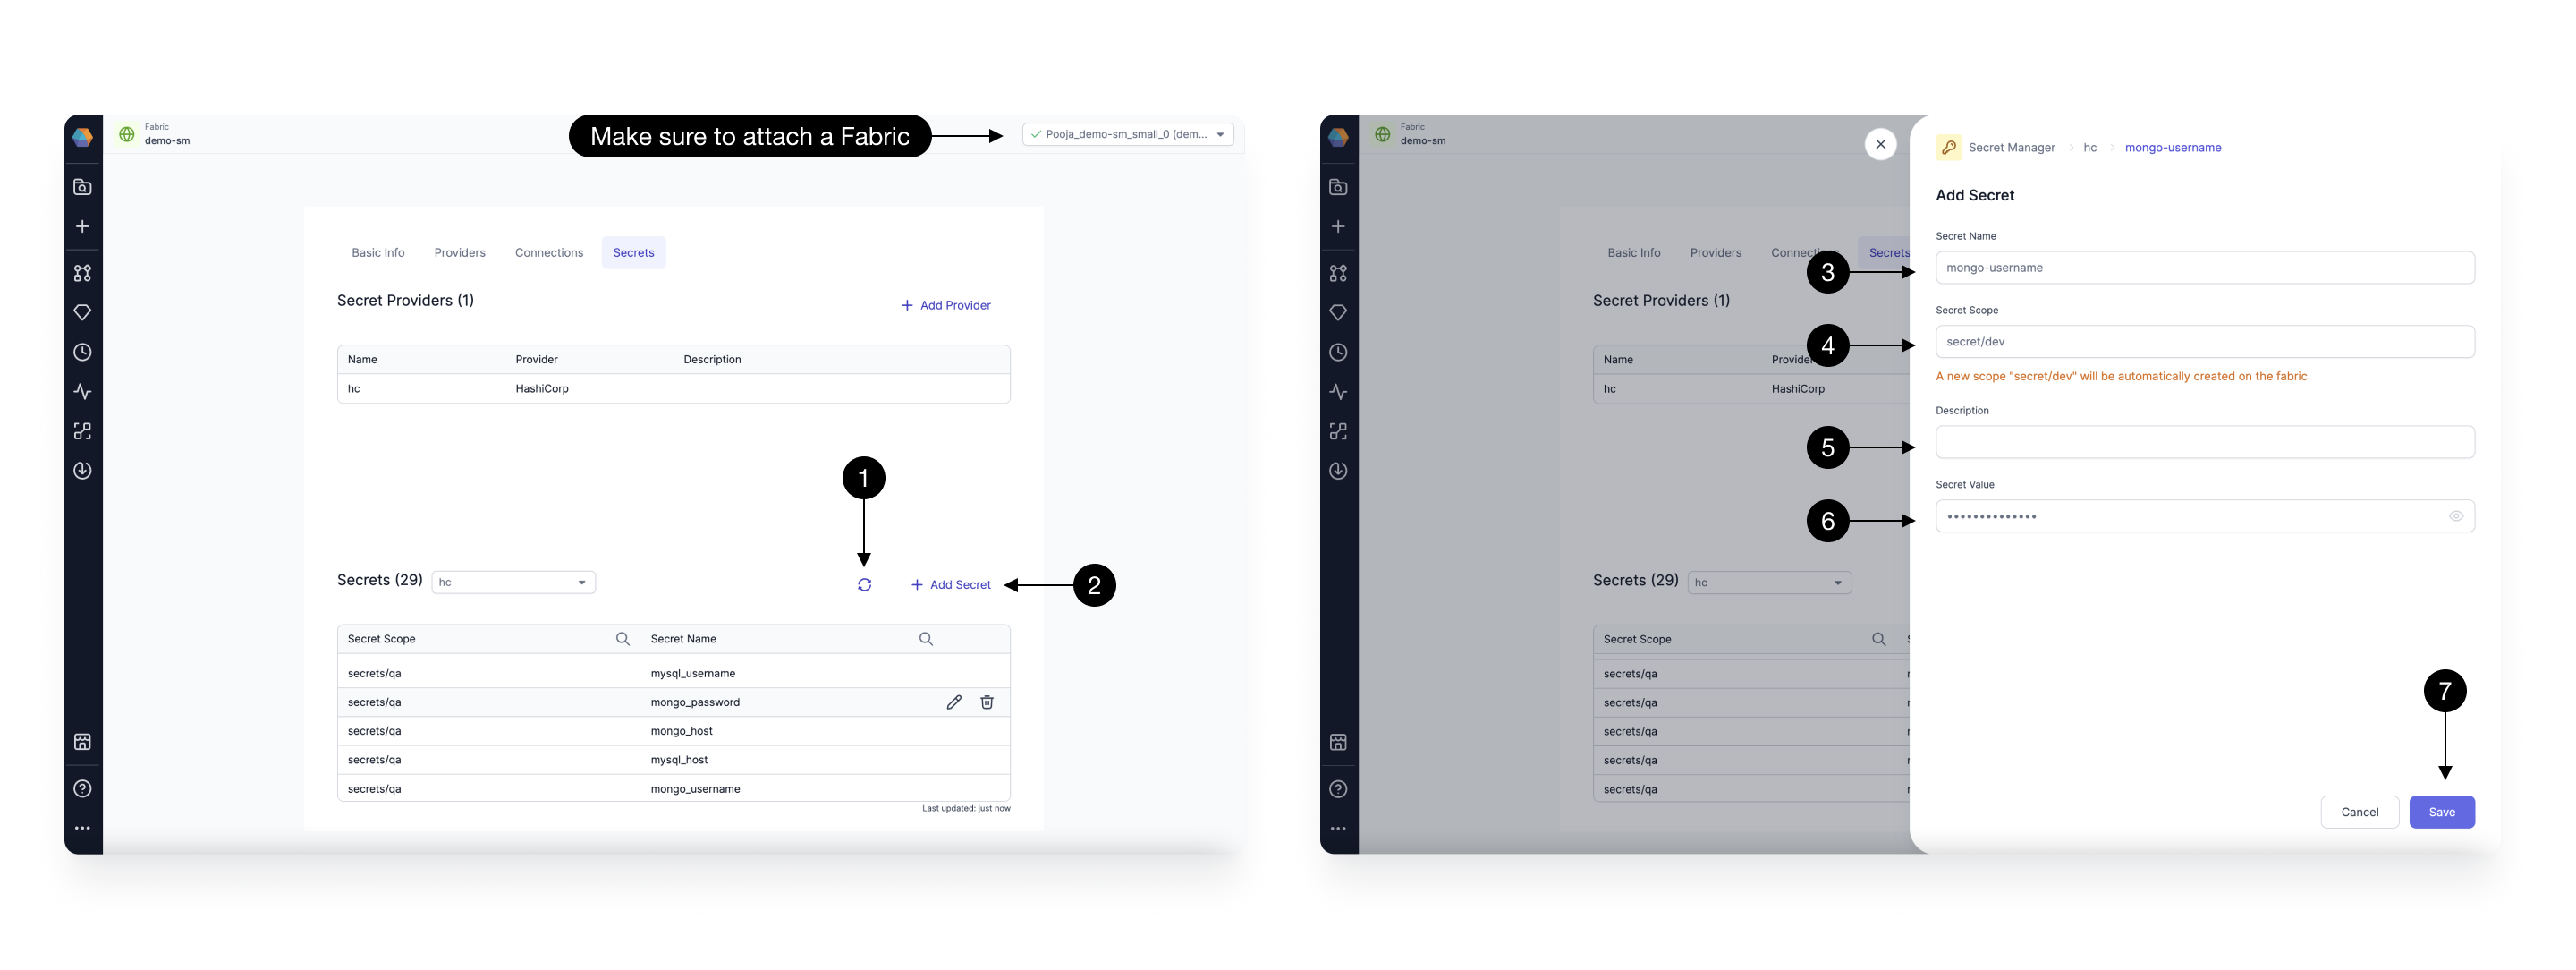 Fabric
demo-sm
Make sure to attach a Fabric
Pooja_demo-sm_small_0 (dem...
Basic Info Providers Connections Secrets
Secret Providers (1)
+ Add Provider
Name Provider Description
hc HashiCorp
1
Secrets (29) hc
+ Add Secret
2
Secret Scope Secret Name
secrets/qa mysql_username
secrets/qa mongo_password
secrets/qa mongo_host
secrets/qa mysql_host
secrets/qa mongo_username
Last updated: just now
Fabric
demo-sm
Basic Info Providers Secrets
Secret Providers (1)
Name
hc HashiCorp
Secrets (29) hc
Secret Scope
secrets/qa
secrets/qa
secrets/qa
secrets/qa
secrets/qa
Secret Manager > hc > mongo-username
Add Secret
Secret Name
3
mongo-username
Secret Scope
4
secret/dev
A new scope "secret/dev" will be automatically created on the fabric
Description
5
Secret Value
6
••••••••••••••
7
Cancel Save